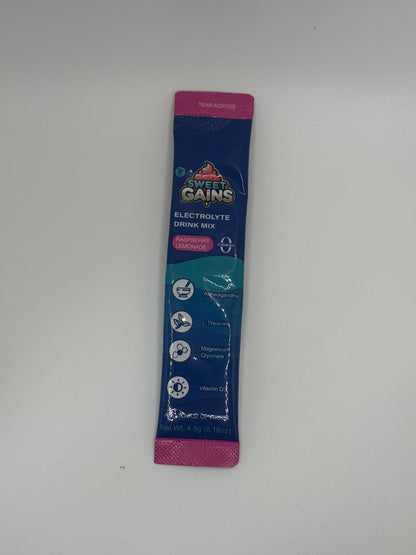 TEAR ACROSS
SWEET
GAINS
ELECTROLYTE
DRINK MIX
RASPBERRY
LEMONADE
0
Ashwagandha
L-Theanine
Magnesium
Glycinate
Vitamin D3
Net Wt. 4.5g (0.16oz)